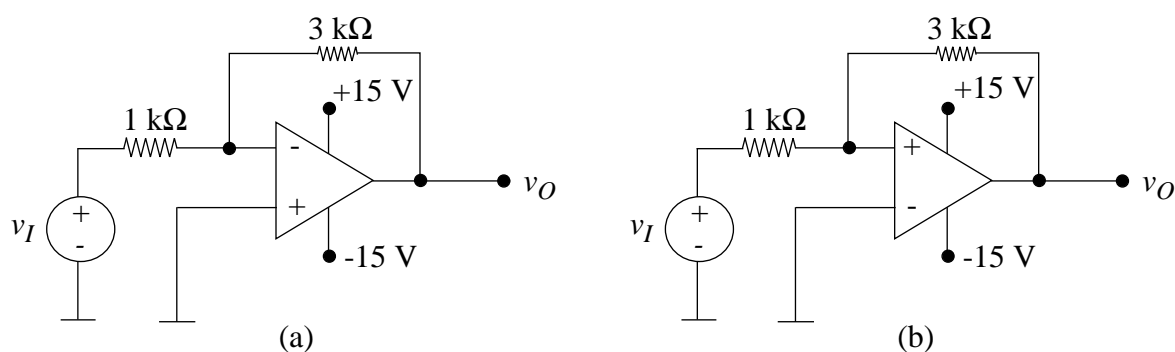 3 kΩ
+15 V
1 kΩ
-
+
v_I
+
-
v_O
-15 V
(a)
3 kΩ
+15 V
1 kΩ
+
-
v_I
+
-
v_O
-15 V
(b)